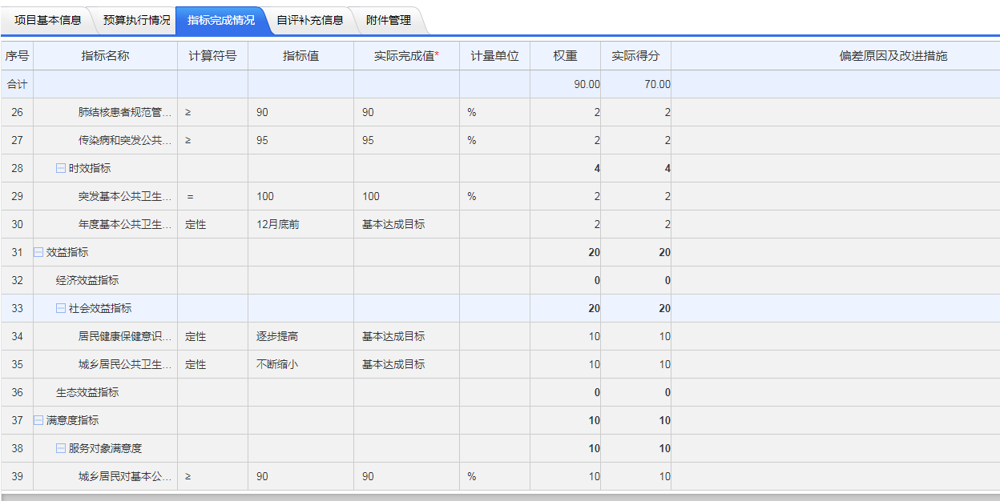 项目基本信息 预算执行情况 指标完成情况 自评补充信息 附件管理
序号 指标名称 计算符号 指标值 实际完成值* 计量单位 权重 实际得分 偏差原因及改进措施
合计 90.00 70.00
26 肺结核患者规范管... ≥ 90 90 % 2 2
27 传染病和突发公共... ≥ 95 95 % 2 2
28 时效指标 4 4
29 突发基本公共卫生... = 100 100 % 2 2
30 年度基本公共卫生... 定性 12月底前 基本达成目标 2 2
31 效益指标 20 20
32 经济效益指标 0 0
33 社会效益指标 20 20
34 居民健康保健意识... 定性 逐步提高 基本达成目标 10 10
35 城乡居民公共卫生... 定性 不断缩小 基本达成目标 10 10
36 生态效益指标 0 0
37 满意度指标 10 10
38 服务对象满意度 10 10
39 城乡居民对基本公... ≥ 90 90 % 10 10